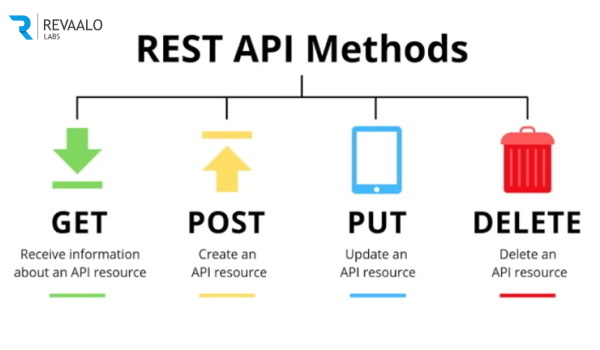 REVAALO
LABS
REST API Methods
GET
Receive information
about an API resource
POST
Create an
API resource
PUT
Update an
API resource
DELETE
Delete an
API resource